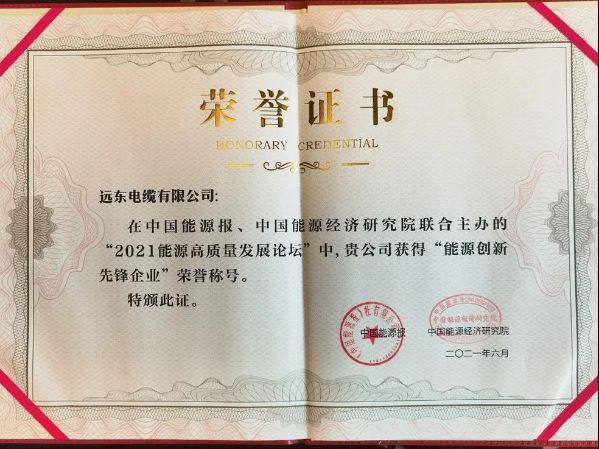 荣誉证书
HONORARY CREDENTIAL
远东电缆有限公司:
在中国能源报、中国能源经济研究院联合主办的
“2021能源高质量发展论坛”中,贵公司获得“能源创新
先锋企业”荣誉称号。
特颁此证。
中国能源报 中国能源经济研究院
二〇二一年六月